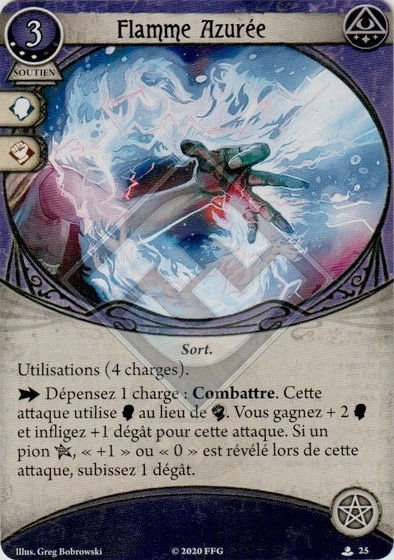 3
Flamme Azurée
SOUTIEN
Sort.
Utilisations (4 charges).
Dépensez 1 charge : Combattre. Cette
attaque utilise au lieu de . Vous gagnez + 2
et infligez +1 dégât pour cette attaque. Si un
pion , « +1 » ou « 0 » est révélé lors de cette
attaque, subissez 1 dégât.
Illus. Greg Bobrowski
© 2020 FFG
25